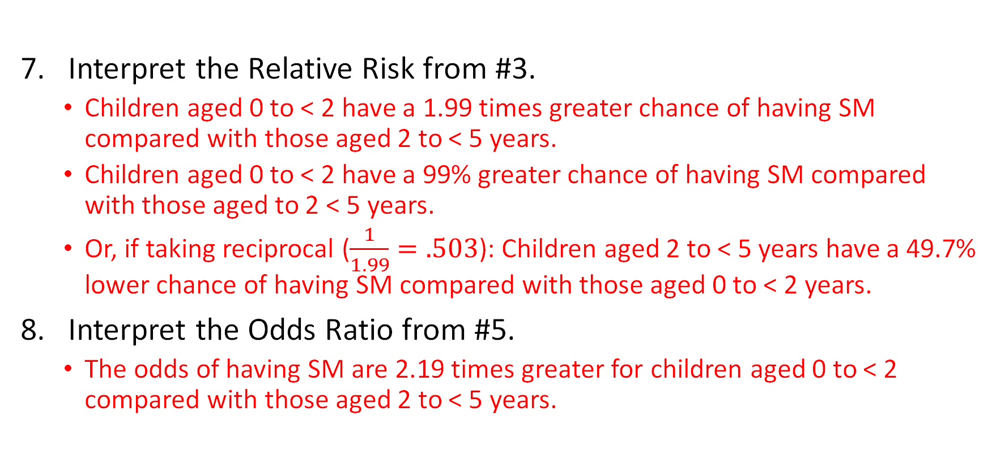 7. Interpret the Relative Risk from #3.
• Children aged 0 to < 2 have a 1.99 times greater chance of having SM
compared with those aged 2 to < 5 years.
• Children aged 0 to < 2 have a 99% greater chance of having SM compared
with those aged to 2 < 5 years.
• Or, if taking reciprocal (1/1.99 = .503): Children aged 2 to < 5 years have a 49.7%
lower chance of having SM compared with those aged 0 to < 2 years.
8. Interpret the Odds Ratio from #5.
• The odds of having SM are 2.19 times greater for children aged 0 to < 2
compared with those aged 2 to < 5 years.